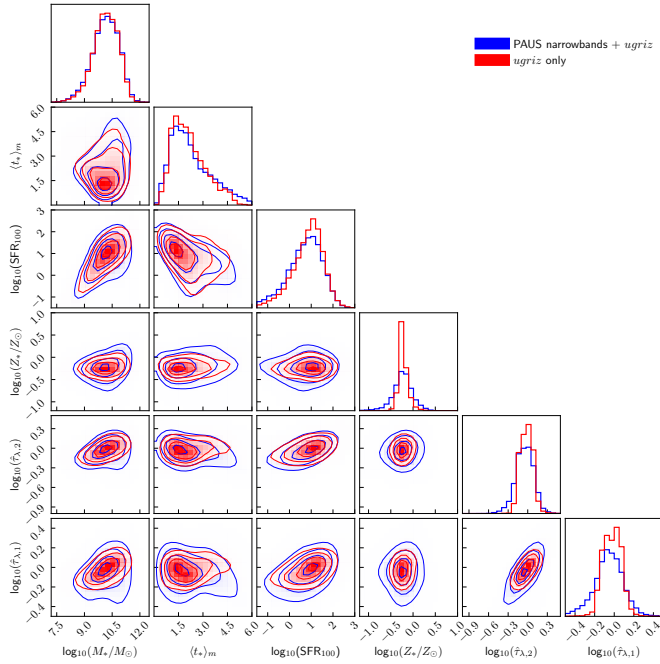 PAUS narrowbands + ugriz
ugriz only
6.0
4.5
3.0
1.5
⟨t*⟩m
3
2
1
0
−1
log10(SFR100)
1.0
0.5
0.0
−0.5
−1.0
log10(Z*/Z⊙)
0.3
0.0
−0.3
−0.6
−0.9
log10(τ̂λ,2)
0.4
0.2
0.0
−0.2
−0.4
log10(τ̂λ,1)
7.5 9.0 10.5 12.0
1.5 3.0 4.5 6.0
−1 0 1 2 3
−1.0 −0.5 0.0 0.5 1.0
−0.9 −0.6 −0.3 0.0 0.3
−0.4 −0.2 0.0 0.2 0.4
log10(M*/M⊙) ⟨t*⟩m log10(SFR100) log10(Z*/Z⊙) log10(τ̂λ,2) log10(τ̂λ,1)